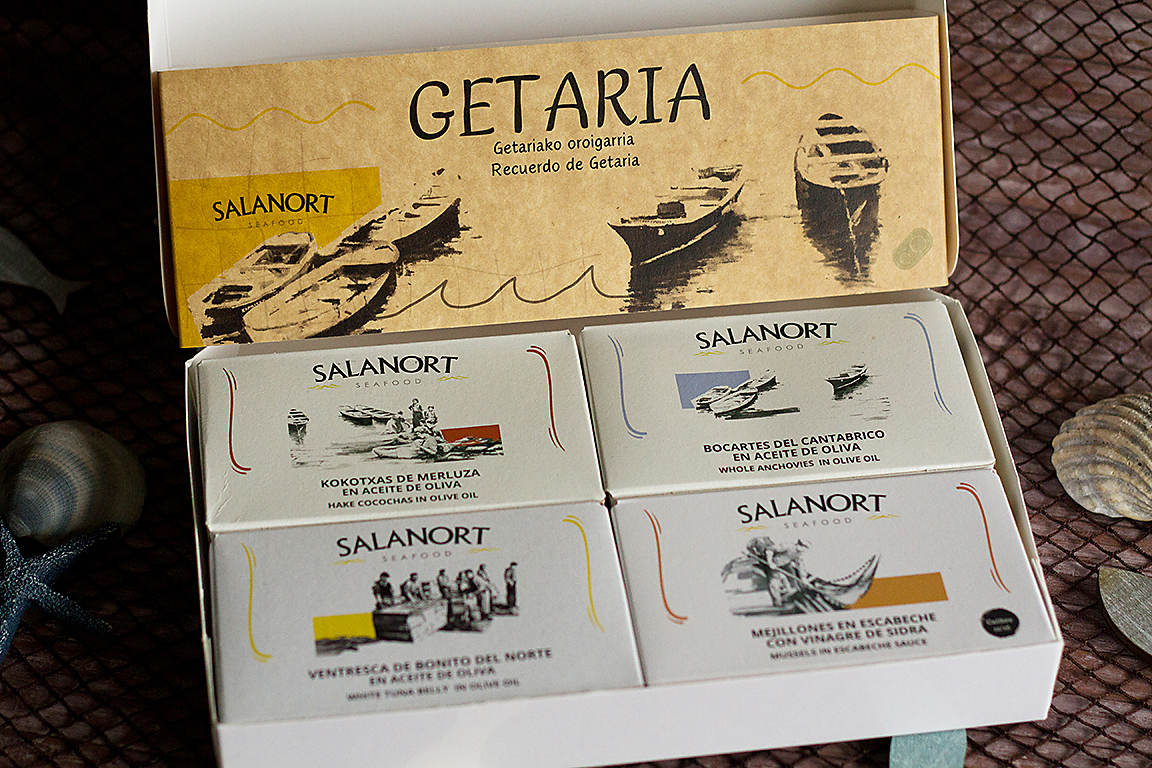 GETARIA
Getariako oroigarria
Recuerdo de Getaria
SALANORT
SEAFOOD
SALANORT
SEAFOOD
KOKOTXAS DE MERLUZA
EN ACEITE DE OLIVA
HAKE COCOCHAS IN OLIVE OIL
SALANORT
SEAFOOD
BOCARTES DEL CANTABRICO
EN ACEITE DE OLIVA
WHOLE ANCHOVIES IN OLIVE OIL
SALANORT
SEAFOOD
VENTRESCA DE BONITO DEL NORTE
EN ACEITE DE OLIVA
WHITE TUNA BELLY IN OLIVE OIL
SALANORT
SEAFOOD
MEJILLONES EN ESCABECHE
CON VINAGRE DE SIDRA
MUSSELS IN ESCABECHE SAUCE